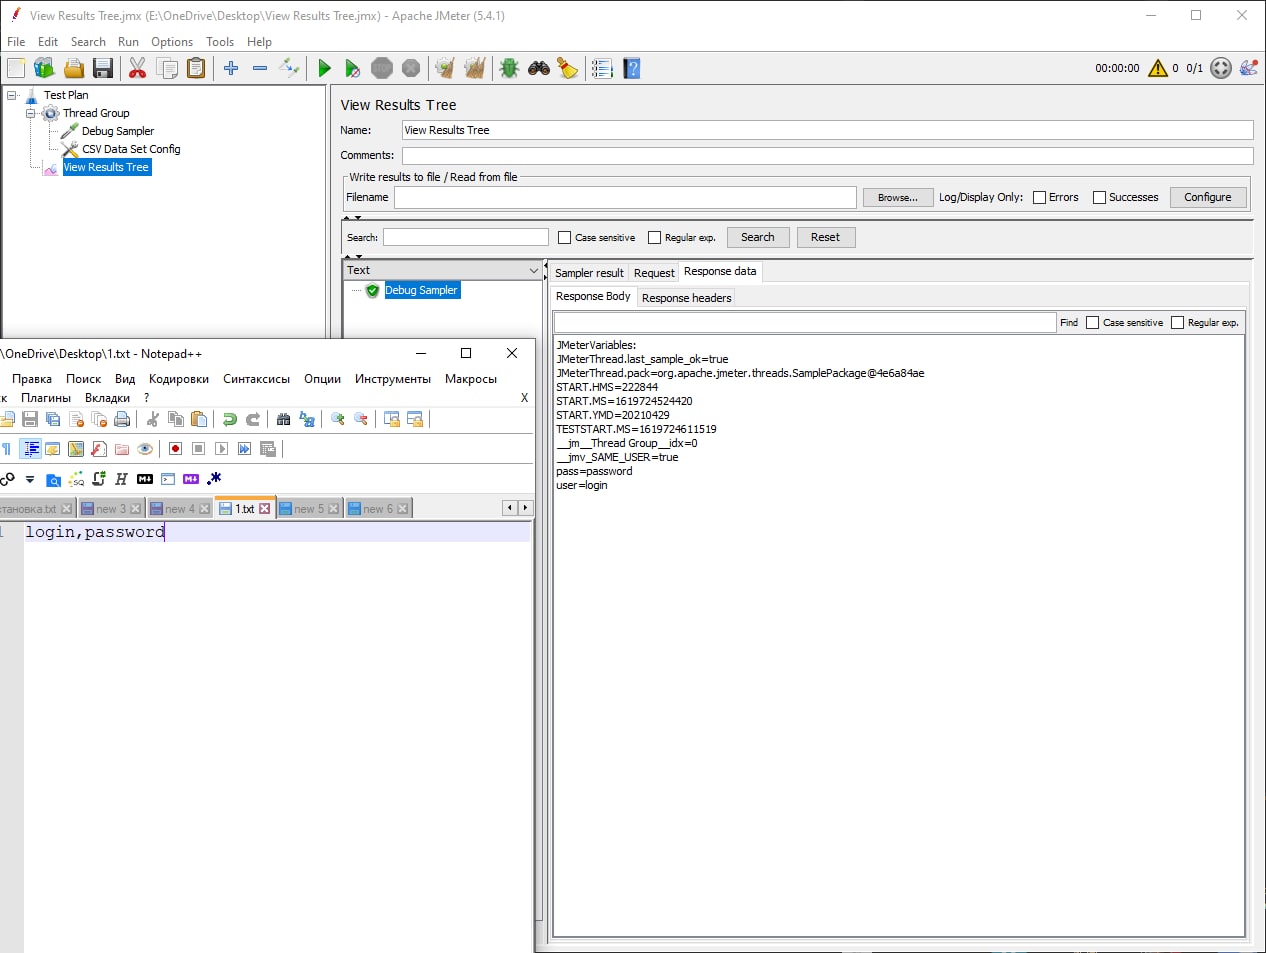 View Results Tree.jmx (E:\OneDrive\Desktop\View Results Tree.jmx) - Apache JMeter (5.4.1)
File Edit Search Run Options Tools Help
00:00:00 0 0/1
Test Plan
Thread Group
Debug Sampler
CSV Data Set Config
View Results Tree
View Results Tree
Name: View Results Tree
Comments:
Write results to file / Read from file
Filename Browse... Log/Display Only: Errors Successes Configure
Search: Case sensitive Regular exp. Search Reset
Text
Debug Sampler
Sampler result Request Response data
Response Body Response headers
Find Case sensitive Regular exp.
JMeterVariables:
JMeterThread.last_sample_ok=true
JMeterThread.pack=org.apache.jmeter.threads.SamplePackage@4e6a84ae
START.HMS=222844
START.MS=1619724524420
START.YMD=20210429
TESTSTART.MS=1619724611519
__jm__Thread Group__idx=0
__jmv_SAME_USER=true
pass=password
user=login
\OneDrive\Desktop\1.txt - Notepad++
Правка Поиск Вид Кодировки Синтаксисы Опции Инструменты Макросы
ск Плагины Вкладки ? X
становка.txt new 3 new 4 1.txt new 5 new 6
1 login,password